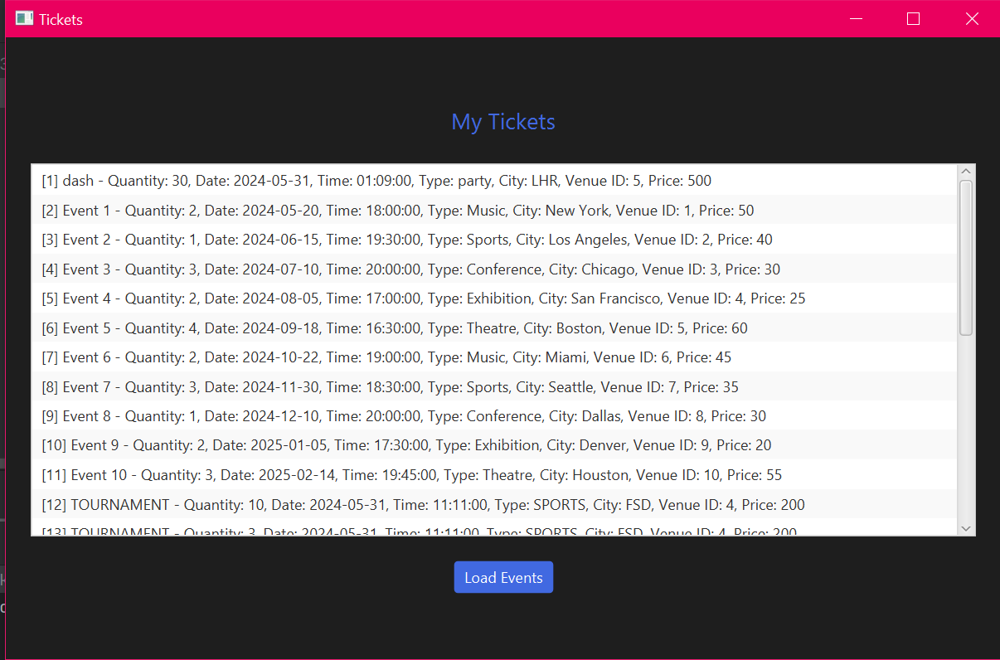 Tickets
My Tickets
[1] dash - Quantity: 30, Date: 2024-05-31, Time: 01:09:00, Type: party, City: LHR, Venue ID: 5, Price: 500
[2] Event 1 - Quantity: 2, Date: 2024-05-20, Time: 18:00:00, Type: Music, City: New York, Venue ID: 1, Price: 50
[3] Event 2 - Quantity: 1, Date: 2024-06-15, Time: 19:30:00, Type: Sports, City: Los Angeles, Venue ID: 2, Price: 40
[4] Event 3 - Quantity: 3, Date: 2024-07-10, Time: 20:00:00, Type: Conference, City: Chicago, Venue ID: 3, Price: 30
[5] Event 4 - Quantity: 2, Date: 2024-08-05, Time: 17:00:00, Type: Exhibition, City: San Francisco, Venue ID: 4, Price: 25
[6] Event 5 - Quantity: 4, Date: 2024-09-18, Time: 16:30:00, Type: Theatre, City: Boston, Venue ID: 5, Price: 60
[7] Event 6 - Quantity: 2, Date: 2024-10-22, Time: 19:00:00, Type: Music, City: Miami, Venue ID: 6, Price: 45
[8] Event 7 - Quantity: 3, Date: 2024-11-30, Time: 18:30:00, Type: Sports, City: Seattle, Venue ID: 7, Price: 35
[9] Event 8 - Quantity: 1, Date: 2024-12-10, Time: 20:00:00, Type: Conference, City: Dallas, Venue ID: 8, Price: 30
[10] Event 9 - Quantity: 2, Date: 2025-01-05, Time: 17:30:00, Type: Exhibition, City: Denver, Venue ID: 9, Price: 20
[11] Event 10 - Quantity: 3, Date: 2025-02-14, Time: 19:45:00, Type: Theatre, City: Houston, Venue ID: 10, Price: 55
[12] TOURNAMENT - Quantity: 10, Date: 2024-05-31, Time: 11:11:00, Type: SPORTS, City: FSD, Venue ID: 4, Price: 200
[13] TOURNAMENT - Quantity: 3, Date: 2024-05-31, Time: 11:11:00, Type: SPORTS, City: FSD, Venue ID: 4, Price: 200
Load Events